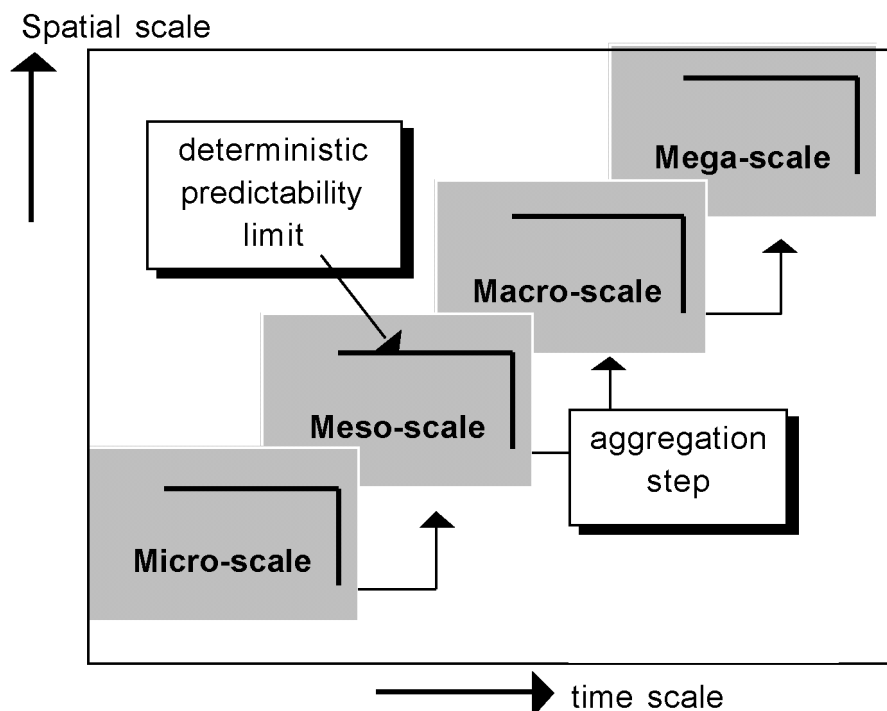 Spatial scale
deterministic
predictability
limit
Mega-scale
Macro-scale
Meso-scale
aggregation
step
Micro-scale
time scale